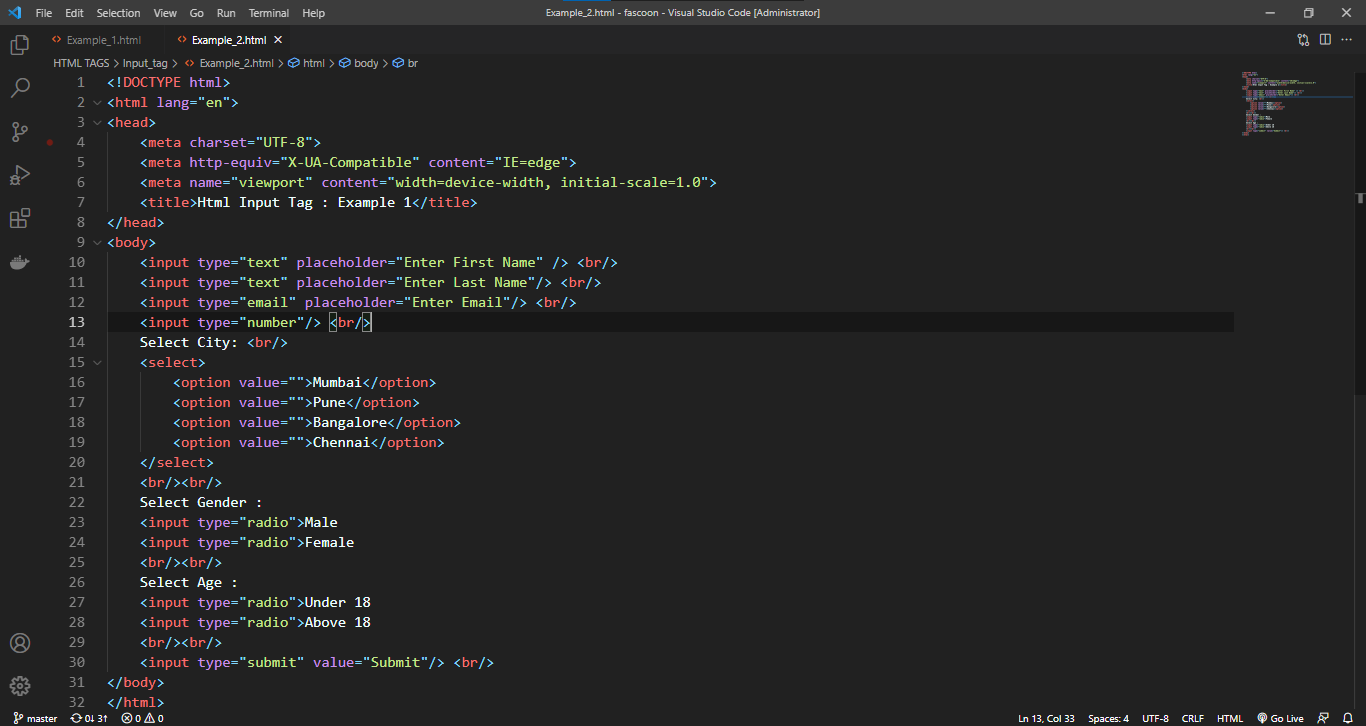 File Edit Selection View Go Run Terminal Help Example_2.html - fascoon - Visual Studio Code [Administrator]
Example_1.html Example_2.html
HTML TAGS > Input_tag > Example_2.html > html > body > br
1 <!DOCTYPE html>
2 <html lang="en">
3 <head>
4 <meta charset="UTF-8">
5 <meta http-equiv="X-UA-Compatible" content="IE=edge">
6 <meta name="viewport" content="width=device-width, initial-scale=1.0">
7 <title>Html Input Tag : Example 1</title>
8 </head>
9 <body>
10 <input type="text" placeholder="Enter First Name" /> <br/>
11 <input type="text" placeholder="Enter Last Name"/> <br/>
12 <input type="email" placeholder="Enter Email"/> <br/>
13 <input type="number"/> <br/>
14 Select City: <br/>
15 <select>
16 <option value="">Mumbai</option>
17 <option value="">Pune</option>
18 <option value="">Bangalore</option>
19 <option value="">Chennai</option>
20 </select>
21 <br/><br/>
22 Select Gender :
23 <input type="radio">Male
24 <input type="radio">Female
25 <br/><br/>
26 Select Age :
27 <input type="radio">Under 18
28 <input type="radio">Above 18
29 <br/><br/>
30 <input type="submit" value="Submit"/> <br/>
31 </body>
32 </html>
master 0↓ 3↑ 0 0 Ln 13, Col 33 Spaces: 4 UTF-8 CRLF HTML Go Live